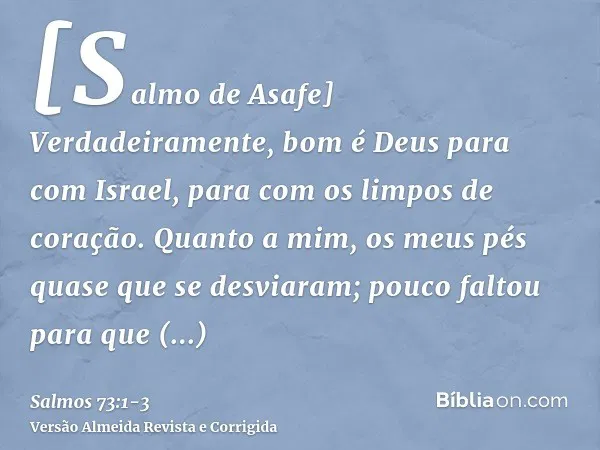 [Salmo de Asafe]
Verdadeiramente, bom é Deus para
com Israel, para com os limpos de
coração. Quanto a mim, os meus pés
quase que se desviaram; pouco faltou
para que (...)
Salmos 73:1-3
Versão Almeida Revista e Corrigida
Bíbliaon.com